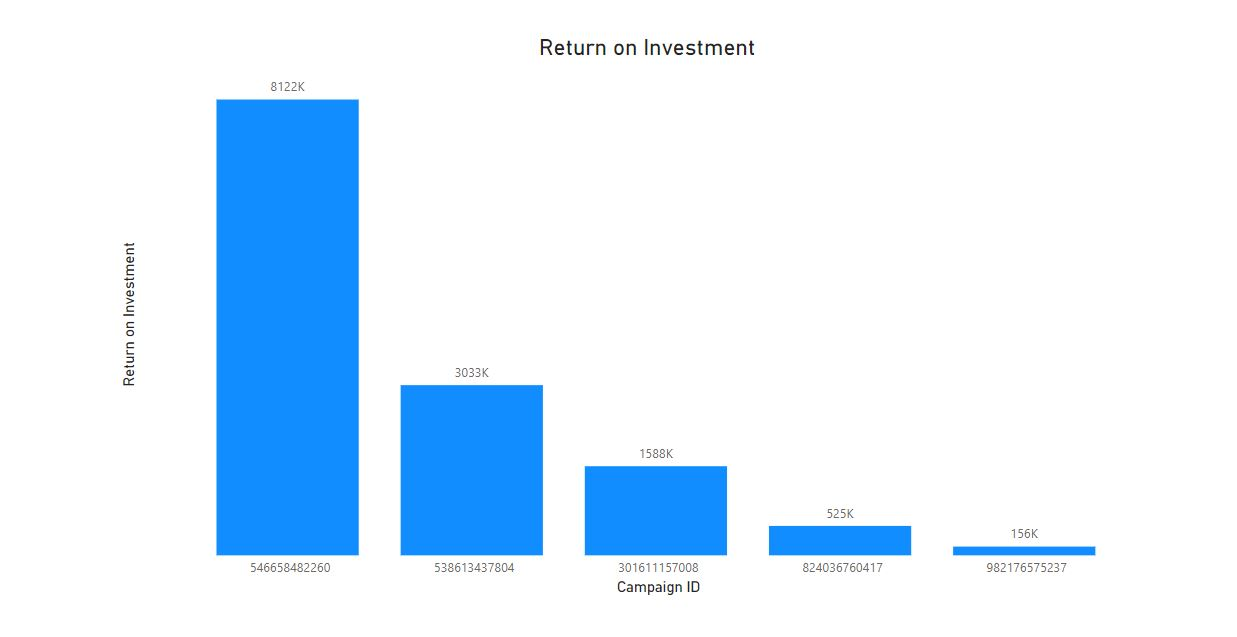 Return on Investment
8122K
3033K
1588K
525K
156K
Return on Investment
546658482260
538613437804
301611157008
824036760417
982176575237
Campaign ID